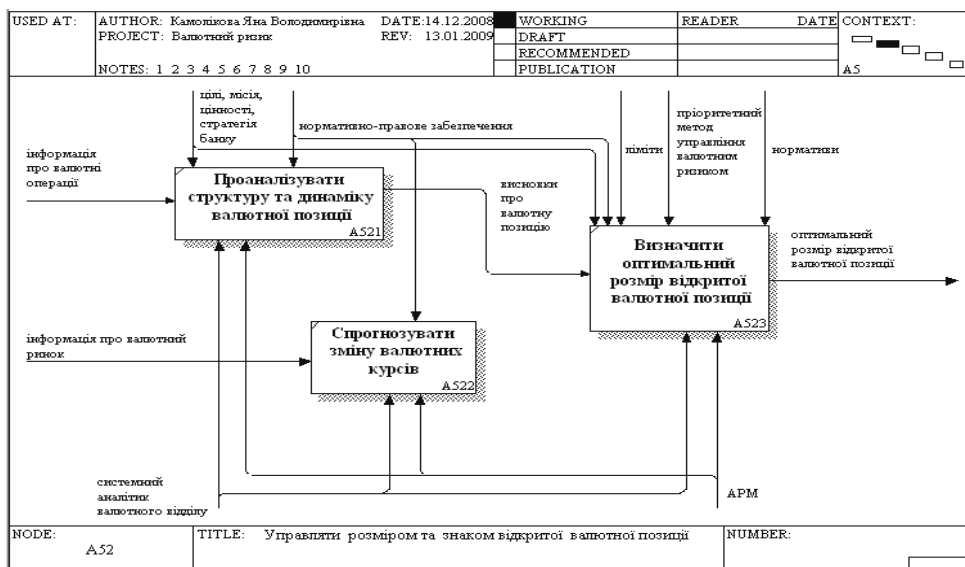 USED AT:
AUTHOR: Камолікова Яна Володимирівна
DATE:14.12.2008
PROJECT: Валютний ризик
REV: 13.01.2009
NOTES: 1 2 3 4 5 6 7 8 9 10
WORKING
DRAFT
RECOMMENDED
PUBLICATION
READER
DATE
CONTEXT:
A5
цілі, місія,
цінності,
стратегія
банку
нормативно-правове забезпечення
ліміти
пріоритетний
метод
управління
валютним
ризиком
нормативи
інформація
про валютні
операції
Проаналізувати
структуру та динаміку
валютної позиції
A521
висновки
про
валютну
позицію
Визначити
оптимальний
розмір відкритої
валютної позиції
A523
оптимальний
розмір відкритої
валютної позиції
інформація про валютний
ринок
Спрогнозувати
зміну валютних
курсів
A522
системний
аналітик
валютного відділу
АРМ
NODE:
A52
TITLE: Управляти розміром та знаком відкритої валютної позиції
NUMBER: